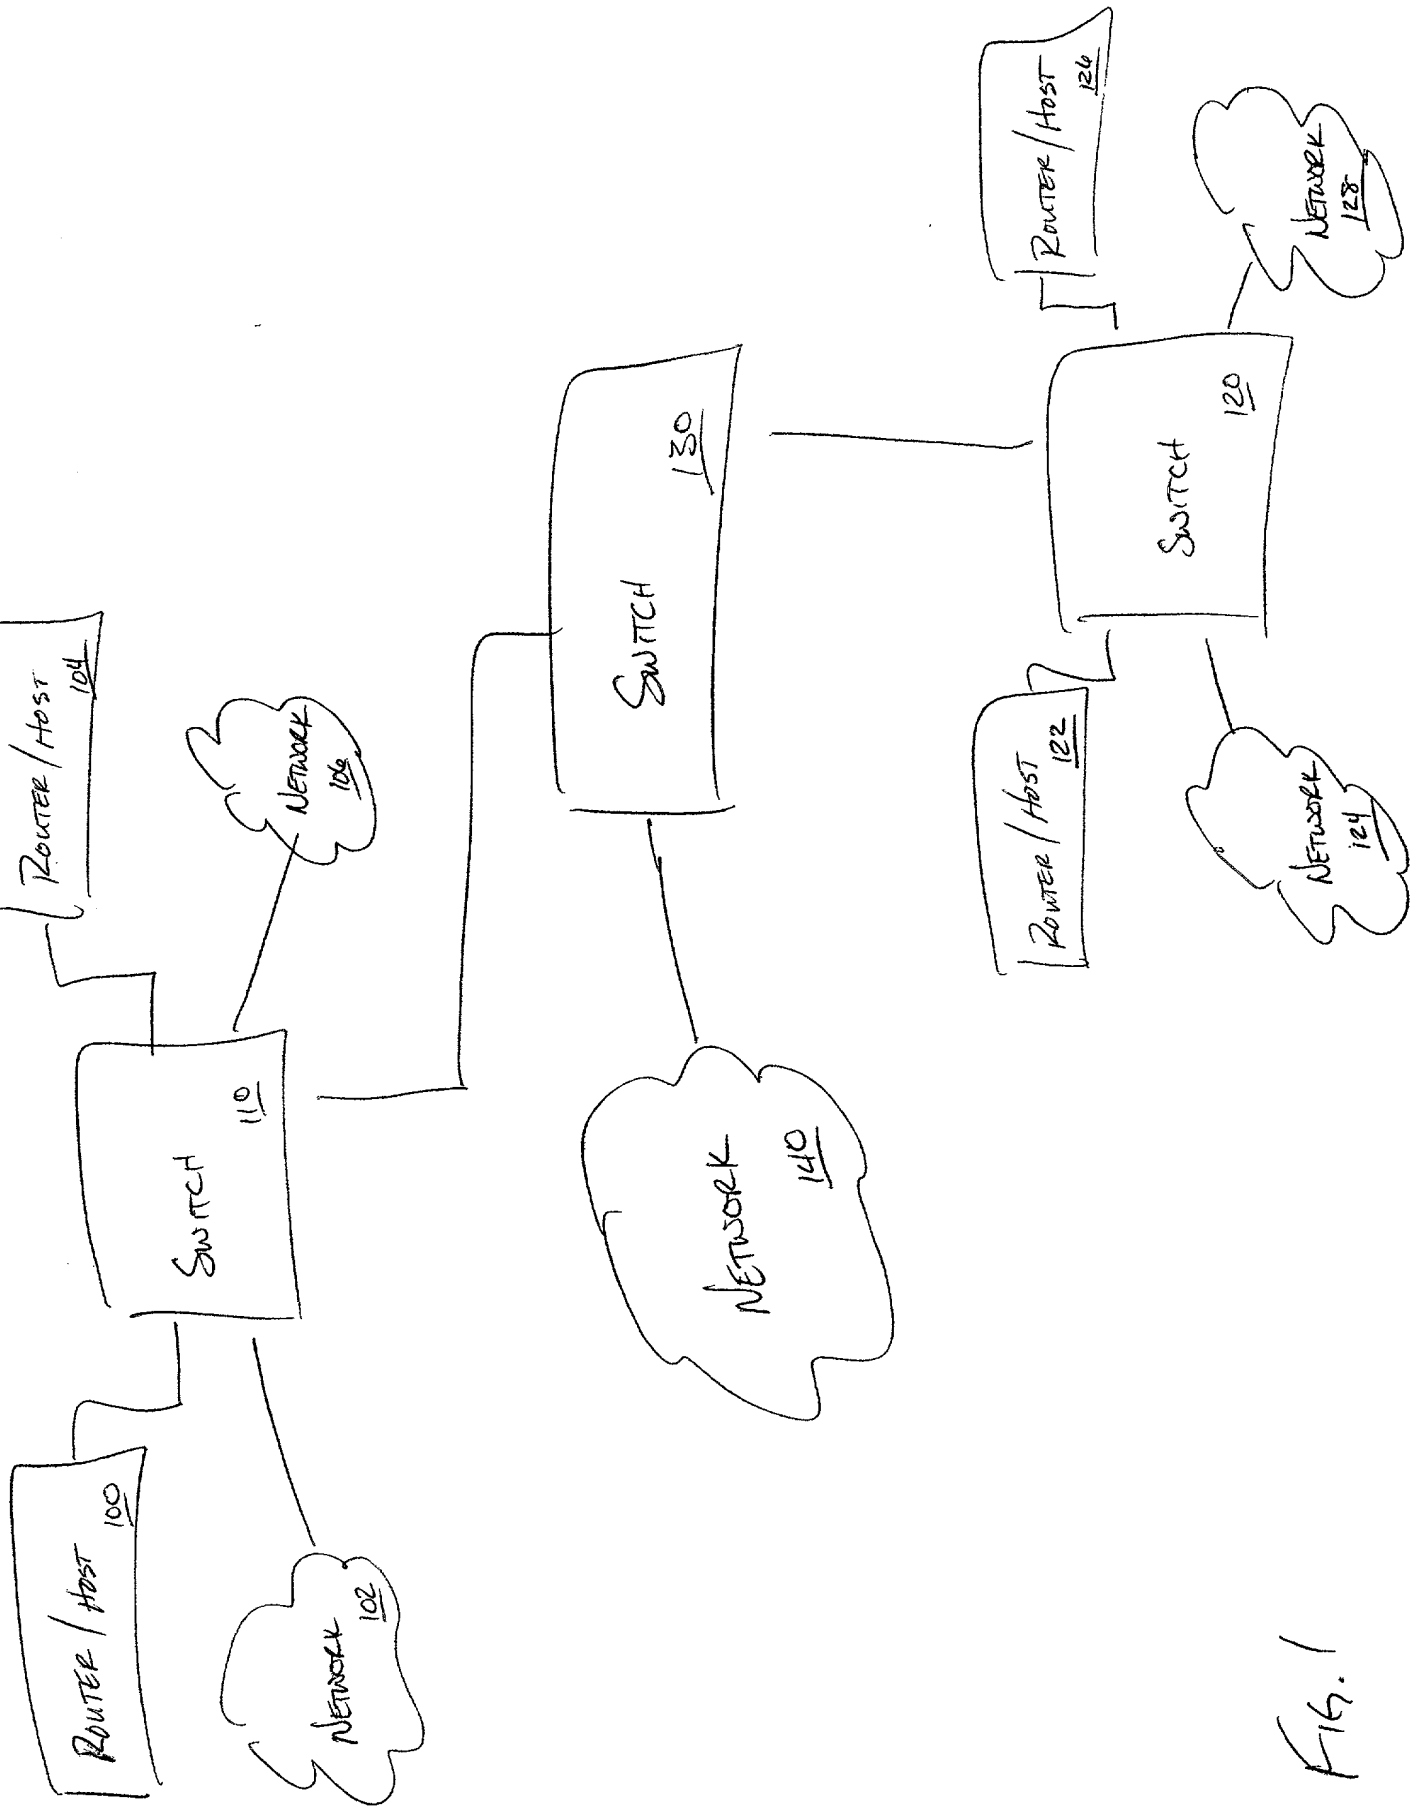 Router/Host
100
Network
102
Switch
110
Router/Host
104
Network
106
Switch
130
Network
140
Router/Host
122
Network
124
Switch
120
Router/Host
126
Network
128
Fig. 1